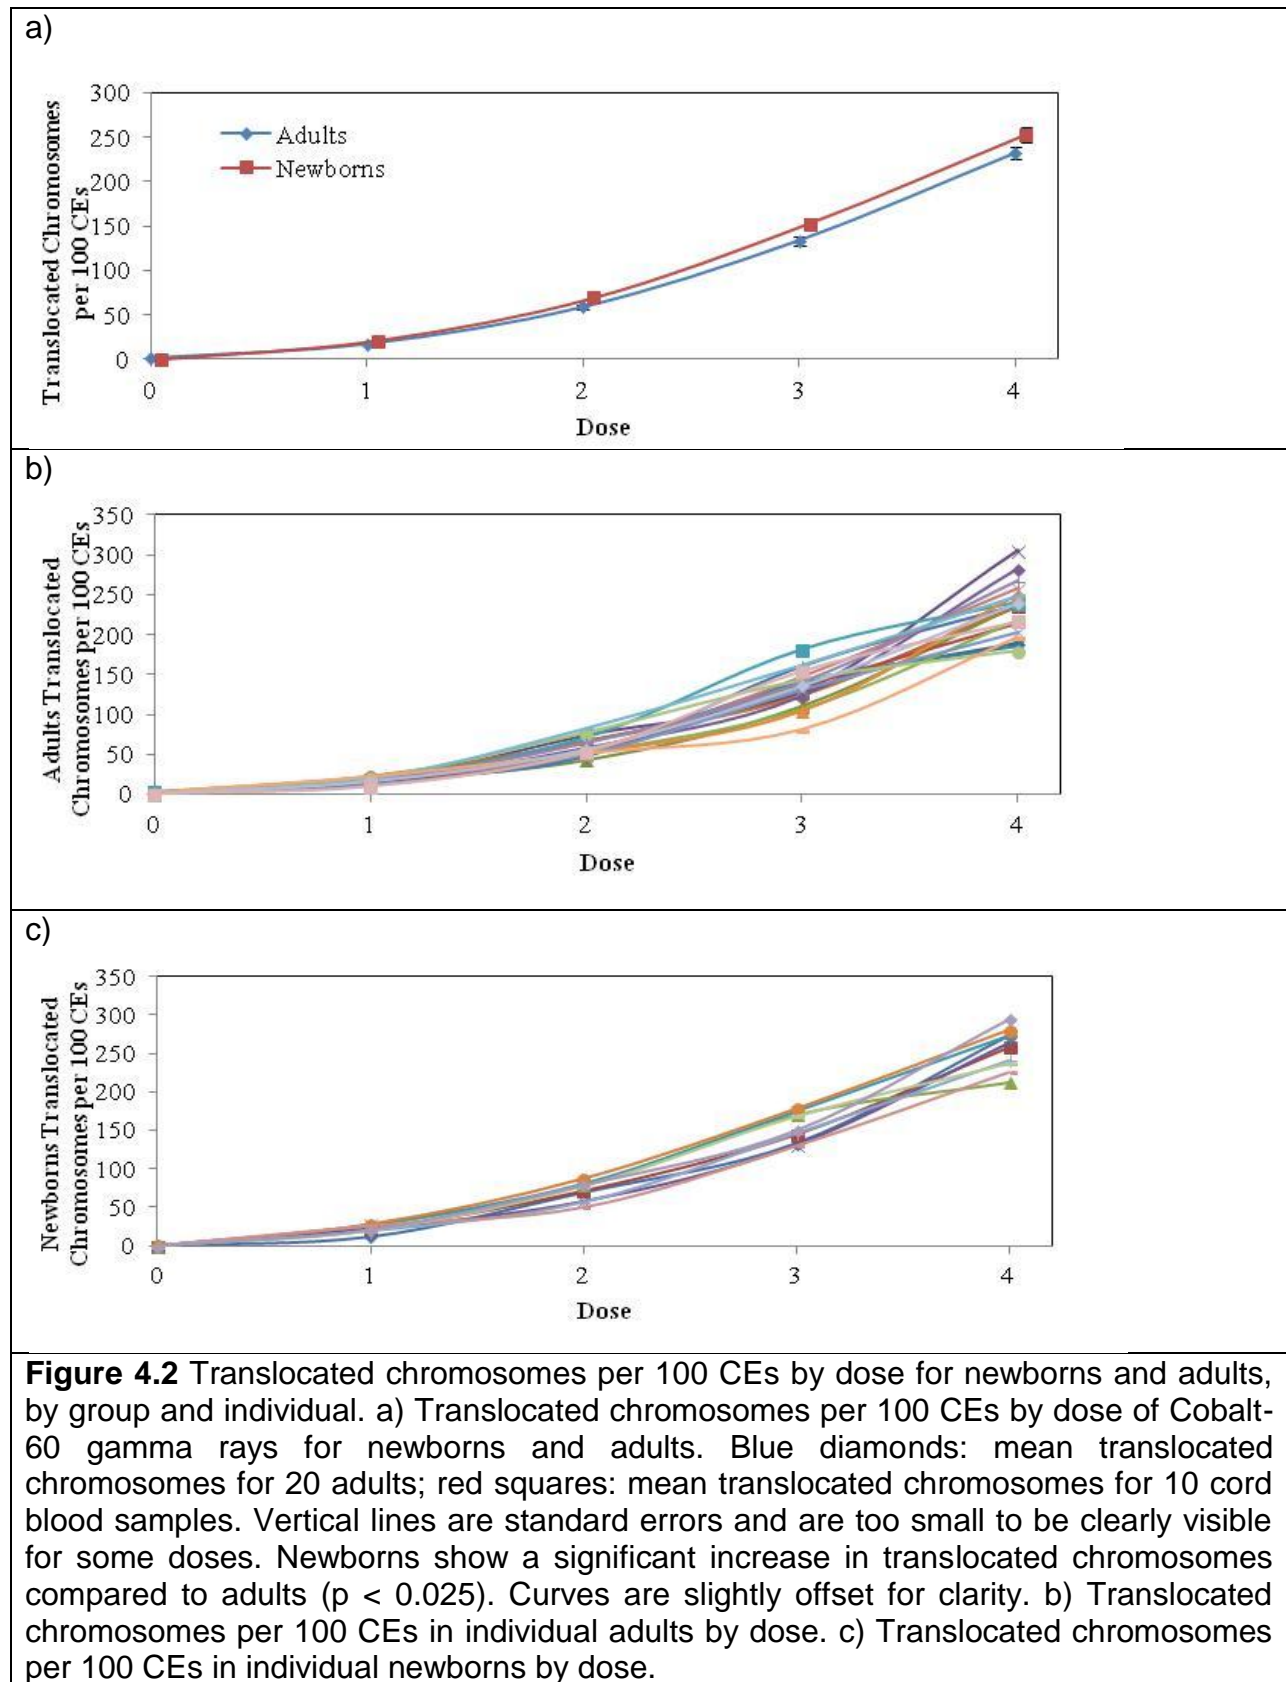 a)
300
250
200
150
100
50
0
Translocated Chromosomes
per 100 CEs
Adults
Newborns
0 1 2 3 4
Dose
b)
350
300
250
200
150
100
50
0
Adults Translocated
Chromosomes per 100 CEs
0 1 2 3 4
Dose
c)
350
300
250
200
150
100
50
0
Newborns Translocated
Chromosomes per 100 CEs
0 1 2 3 4
Dose
Figure 4.2 Translocated chromosomes per 100 CEs by dose for newborns and adults,
by group and individual. a) Translocated chromosomes per 100 CEs by dose of Cobalt-
60 gamma rays for newborns and adults. Blue diamonds: mean translocated
chromosomes for 20 adults; red squares: mean translocated chromosomes for 10 cord
blood samples. Vertical lines are standard errors and are too small to be clearly visible
for some doses. Newborns show a significant increase in translocated chromosomes
compared to adults (p < 0.025). Curves are slightly offset for clarity. b) Translocated
chromosomes per 100 CEs in individual adults by dose. c) Translocated chromosomes
per 100 CEs in individual newborns by dose.